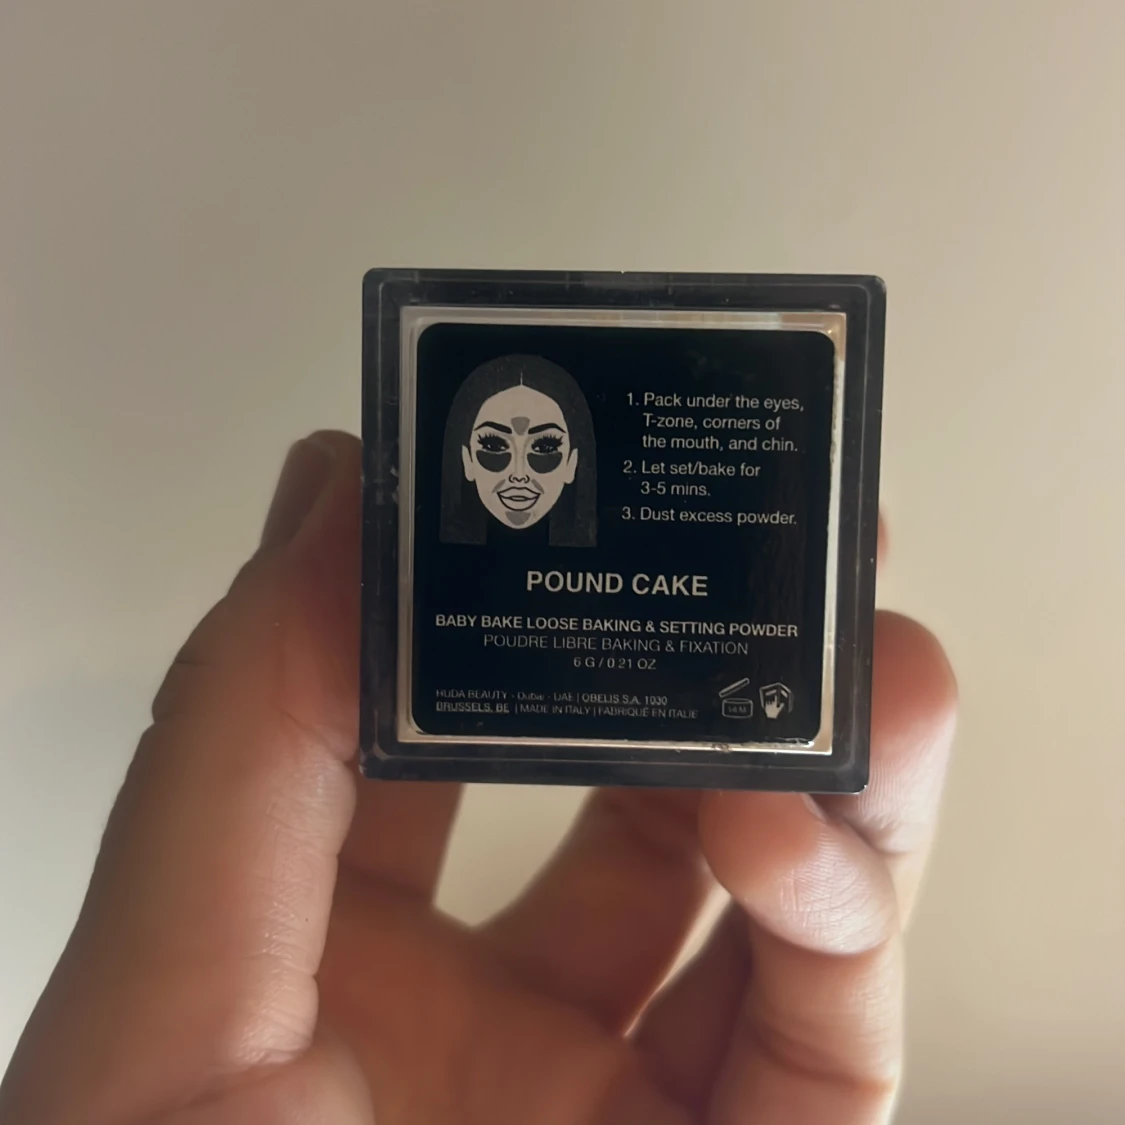 1. Pack under the eyes,
T-zone, corners of
the mouth, and chin.
2. Let set/bake for
3-5 mins.
3. Dust excess powder.
POUND CAKE
BABY BAKE LOOSE BAKING & SETTING POWDER
POUDRE LIBRE BAKING & FIXATION
6 G / 0.21 OZ
HUDA BEAUTY - Dubai - UAE | OBELIS S.A. 1030
BRUSSELS, BE | MADE IN ITALY | FABRIQUÉ EN ITALIE